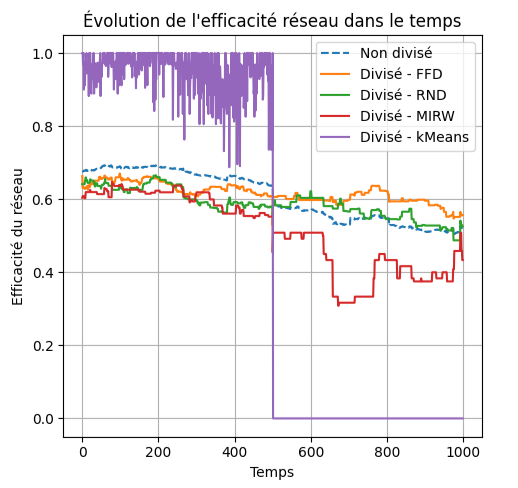 Évolution de l'efficacité réseau dans le temps
Non divisé
Divisé - FFD
Divisé - RND
Divisé - MIRW
Divisé - kMeans
Efficacité du réseau
1.0
0.8
0.6
0.4
0.2
0.0
0 200 400 600 800 1000
Temps